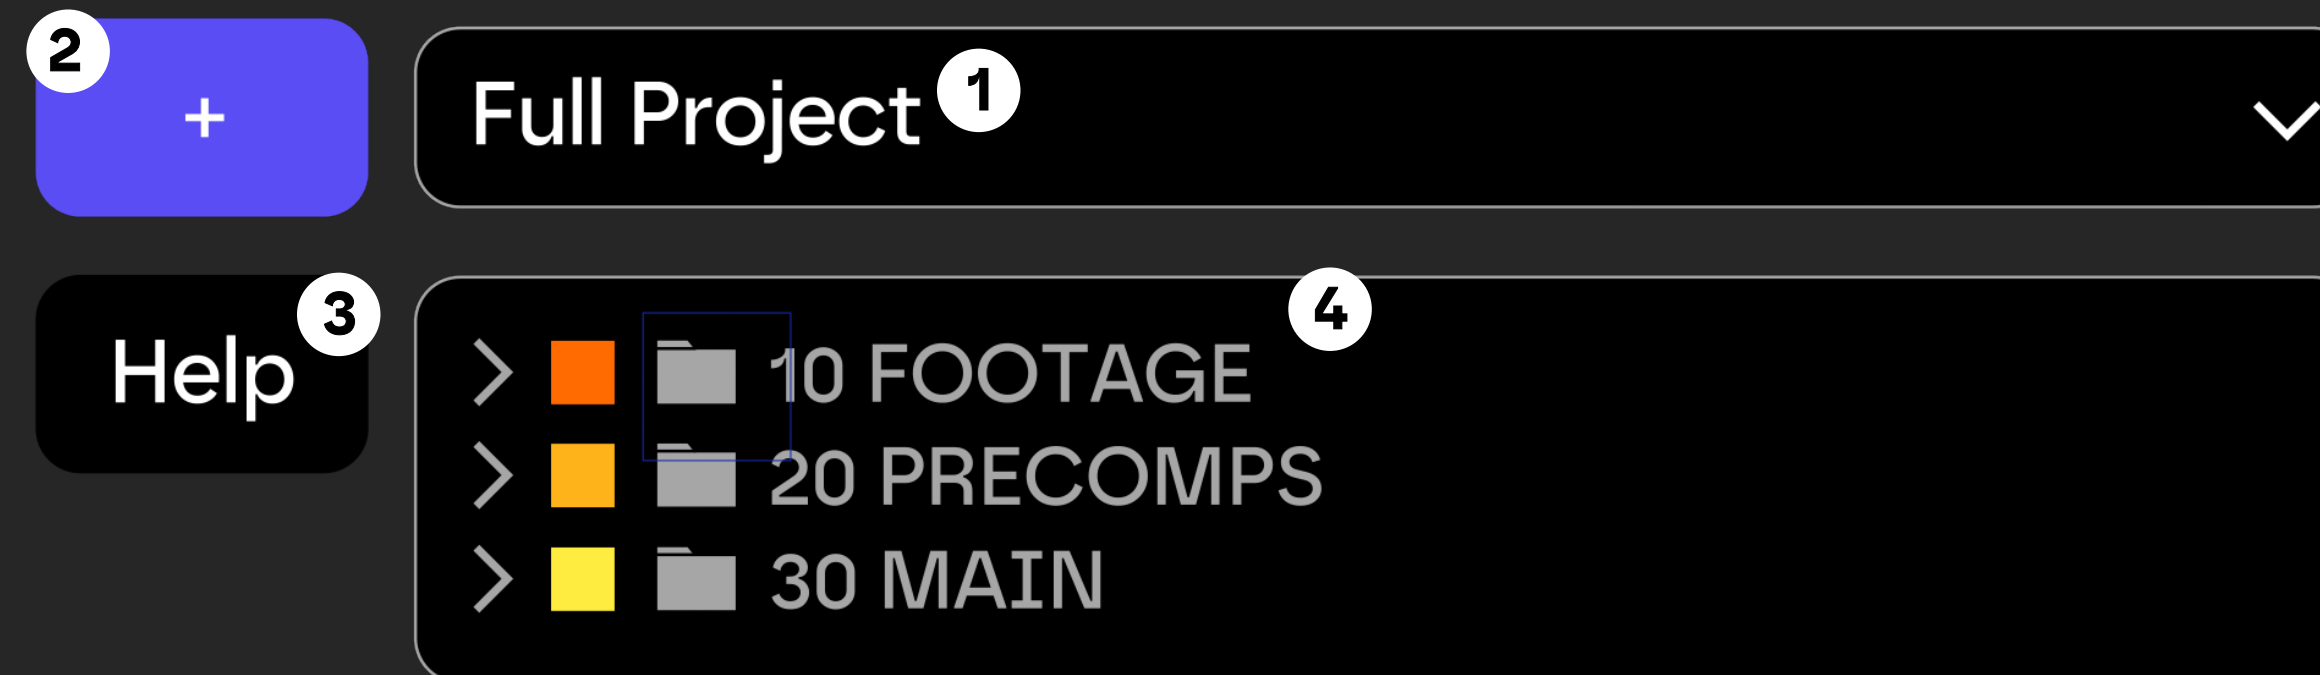 2
+
Full Project 1
Help 3
4
10 FOOTAGE
20 PRECOMPS
30 MAIN